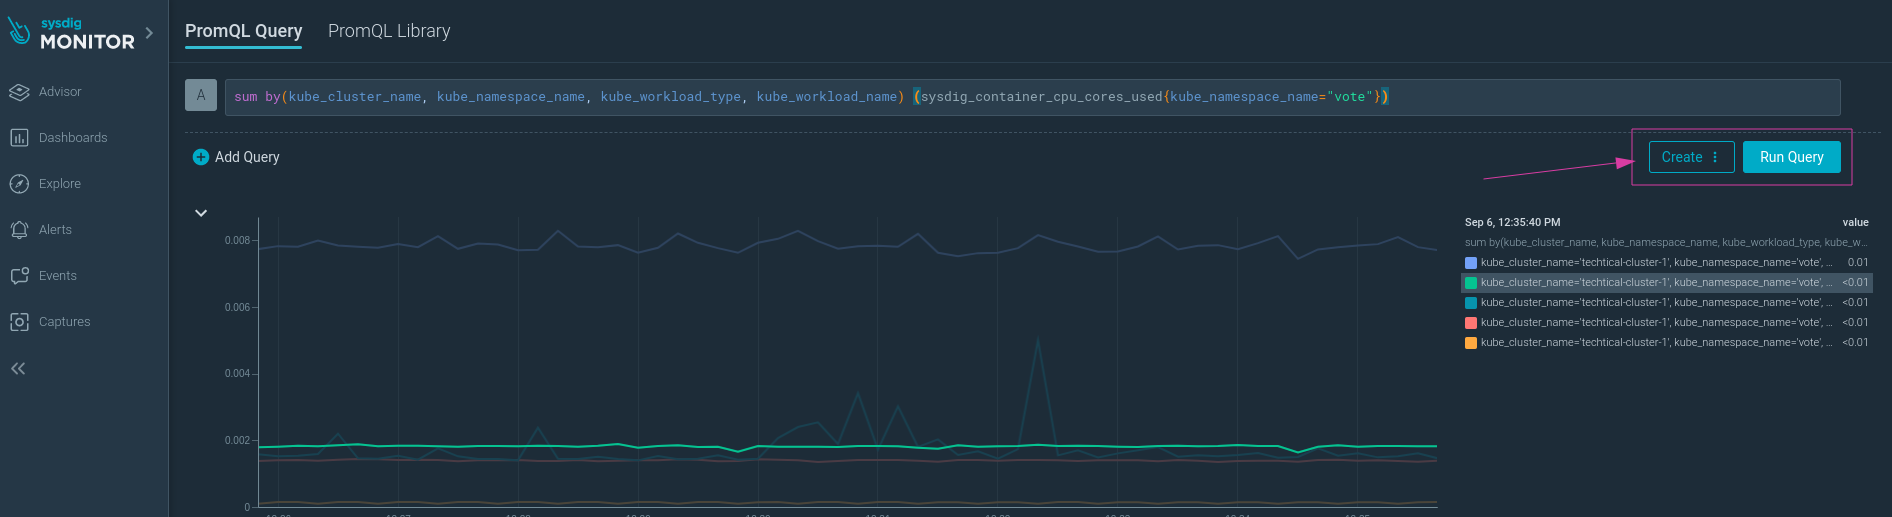 sysdig
MONITOR
PromQL Query PromQL Library
Advisor
Dashboards
Explore
Alerts
Events
Captures
A sum by(kube_cluster_name, kube_namespace_name, kube_workload_type, kube_workload_name) (sysdig_container_cpu_cores_used{kube_namespace_name="vote"})
Add Query
Create
Run Query
0.008
0.006
0.004
0.002
0
Sep 6, 12:35:40 PM value
sum by(kube_cluster_name, kube_namespace_name, kube_workload_type, kube_w...
kube_cluster_name='techtical-cluster-1', kube_namespace_name='vote', ... 0.01
kube_cluster_name='techtical-cluster-1', kube_namespace_name='vote', ... <0.01
kube_cluster_name='techtical-cluster-1', kube_namespace_name='vote', ... <0.01
kube_cluster_name='techtical-cluster-1', kube_namespace_name='vote', ... <0.01
kube_cluster_name='techtical-cluster-1', kube_namespace_name='vote', ... <0.01